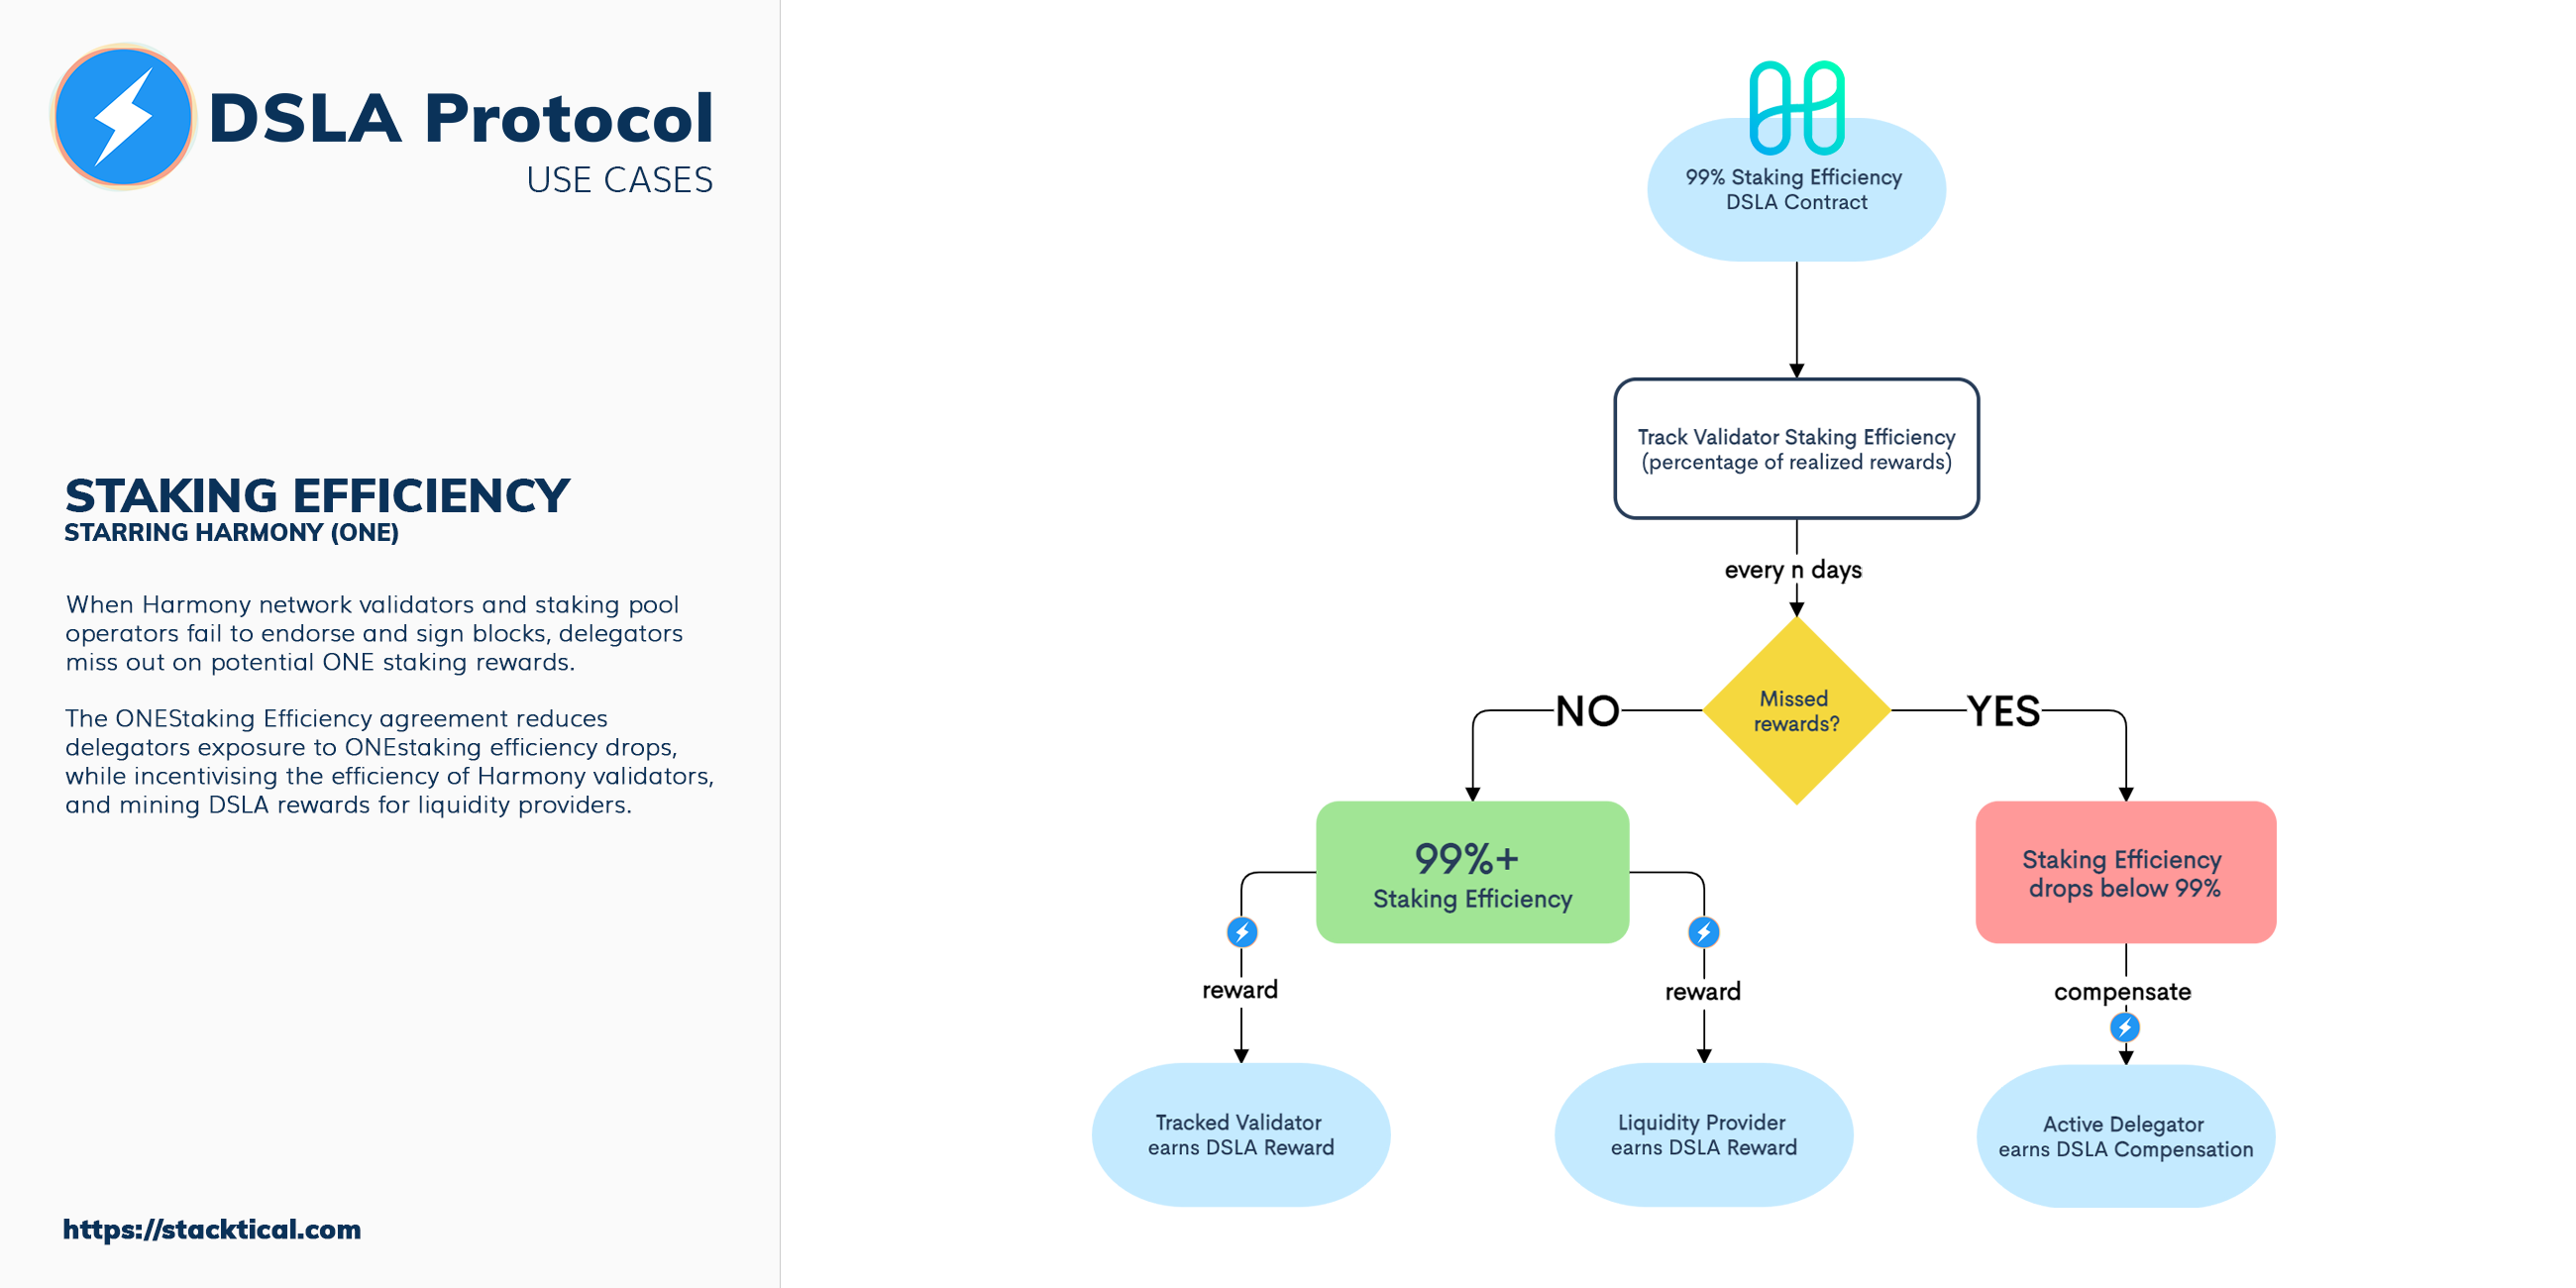 DSLA Protocol
USE CASES
STAKING EFFICIENCY
STARRING HARMONY (ONE)
When Harmony network validators and staking pool
operators fail to endorse and sign blocks, delegators
miss out on potential ONE staking rewards.
The ONEStaking Efficiency agreement reduces
delegators exposure to ONEstaking efficiency drops,
while incentivising the efficiency of Harmony validators,
and mining DSLA rewards for liquidity providers.
https://stacktical.com
99% Staking Efficiency
DSLA Contract
Track Validator Staking Efficiency
(percentage of realized rewards)
every n days
Missed
rewards?
NO
YES
99%+
Staking Efficiency
Staking Efficiency
drops below 99%
reward
reward
compensate
Tracked Validator
earns DSLA Reward
Liquidity Provider
earns DSLA Reward
Active Delegator
earns DSLA Compensation